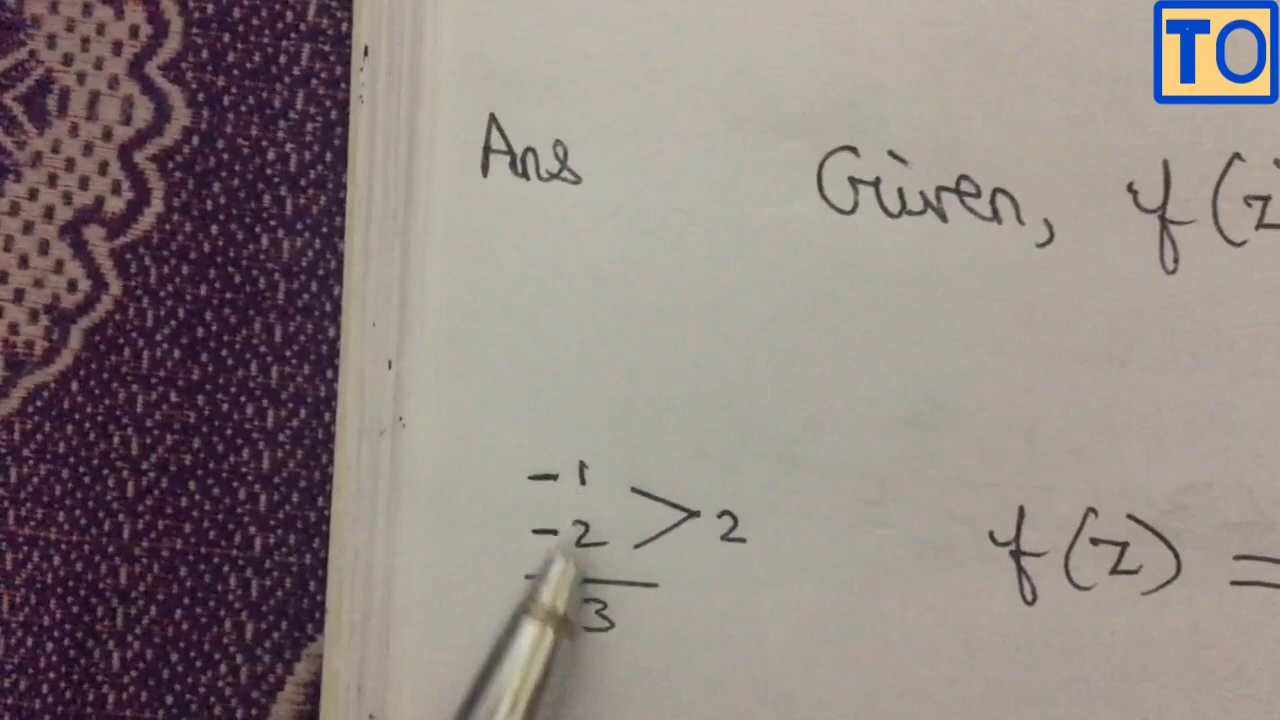 TO
Ans Given, f(z
-1
-2 > 2
3
f(z) =